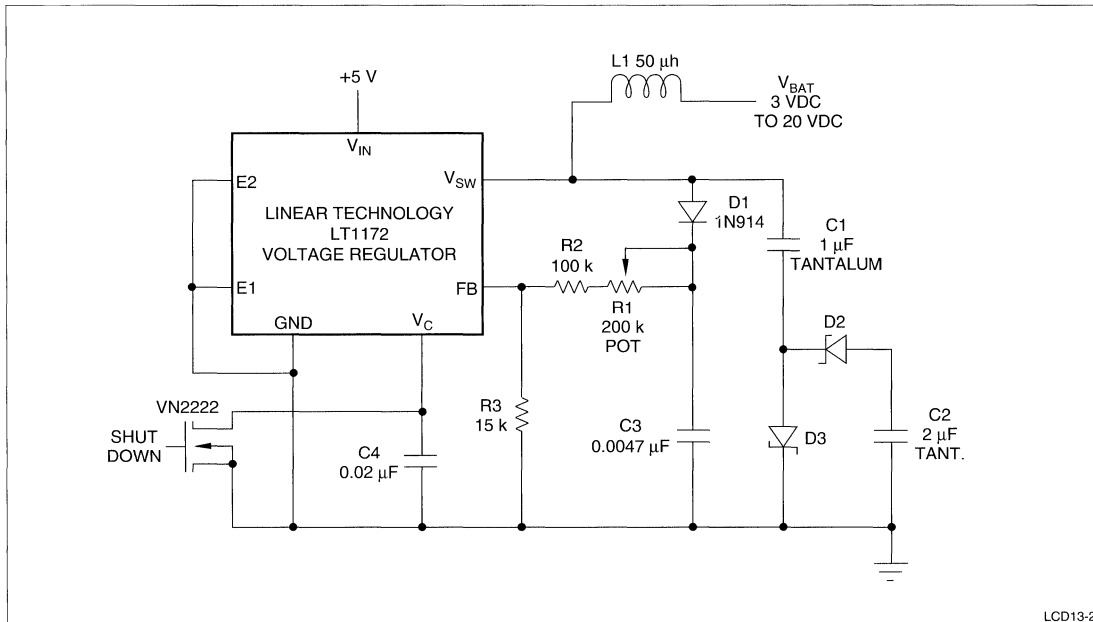 L1 50 μh
+5 V
V_BAT
3 VDC
TO 20 VDC
V_IN
E2
V_SW
LINEAR TECHNOLOGY
LT1172
VOLTAGE REGULATOR
D1
1N914
C1
1 μF
TANTALUM
R2
100 k
E1
FB
R1
200 k
POT
GND
V_C
D2
VN2222
SHUT
DOWN
R3
15 k
C4
0.02 μF
C3
0.0047 μF
D3
C2
2 μF
TANT.
LCD13-2